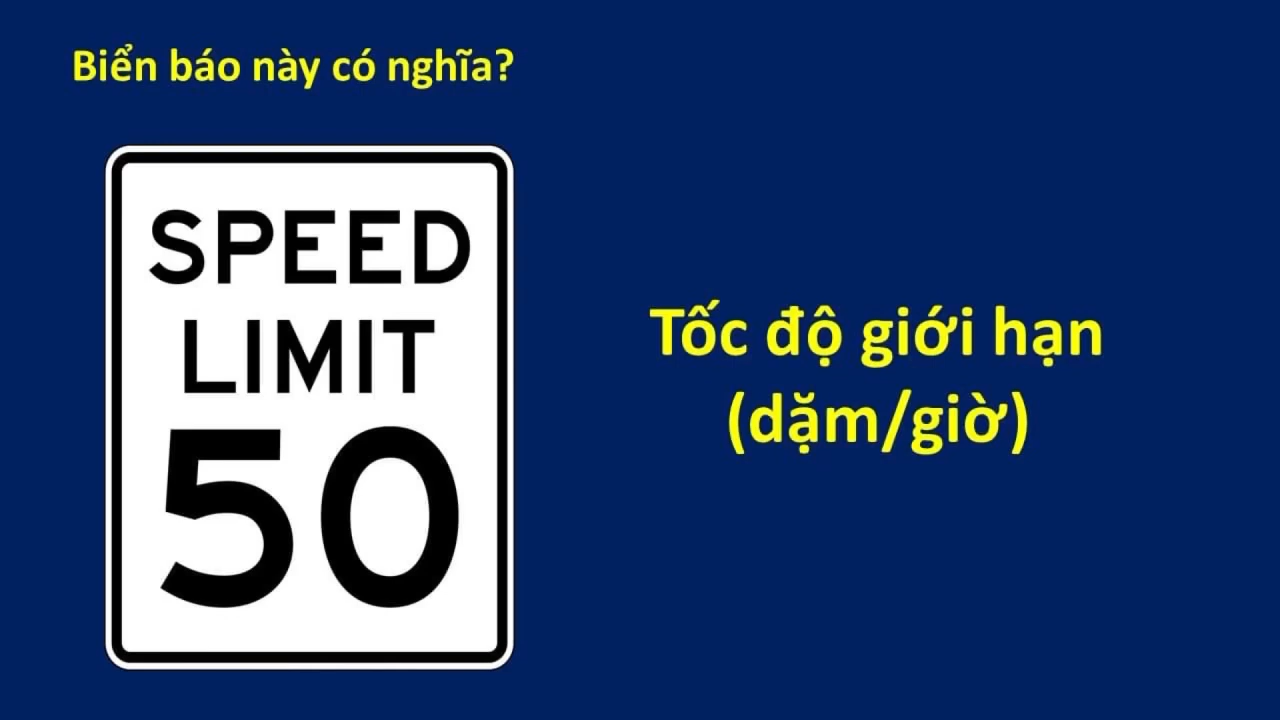 Biển báo này có nghĩa?
SPEED
LIMIT
50
Tốc độ giới hạn
(dặm/giờ)